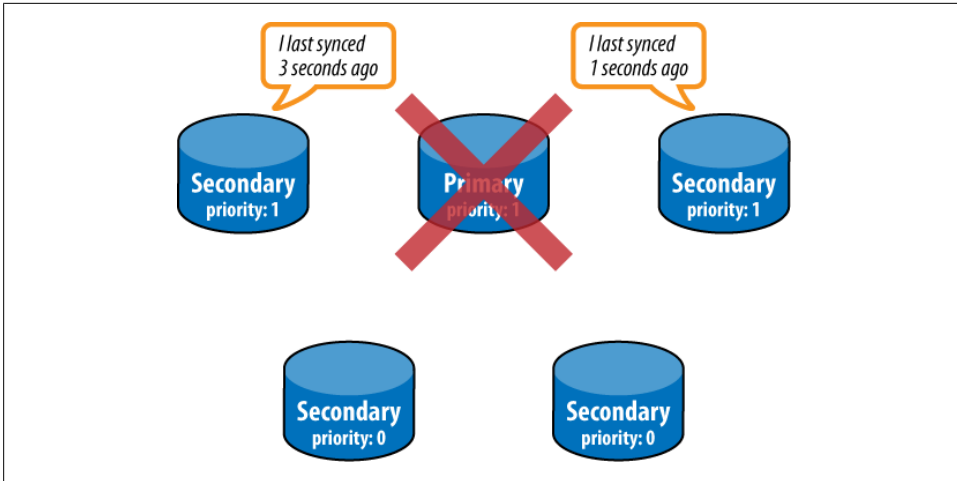 I last synced
3 seconds ago
I last synced
1 seconds ago
Secondary
priority: 1
Primary
priority: 1
Secondary
priority: 1
Secondary
priority: 0
Secondary
priority: 0